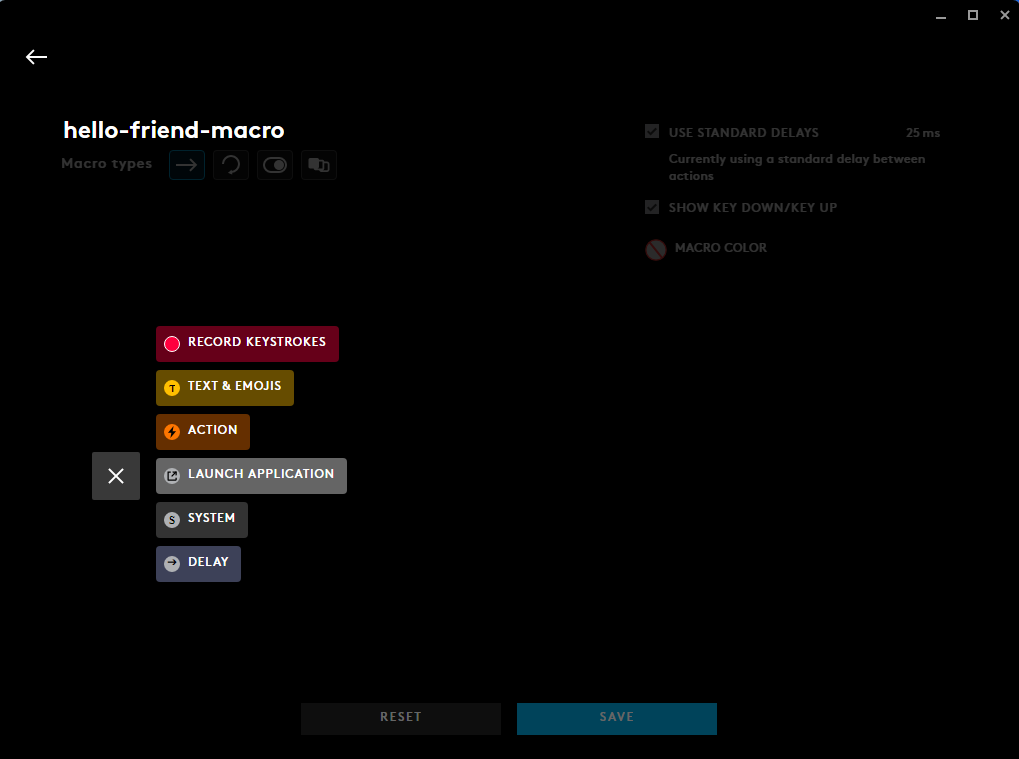 hello-friend-macro
Macro types
USE STANDARD DELAYS 25 ms
Currently using a standard delay between
actions
SHOW KEY DOWN/KEY UP
MACRO COLOR
RECORD KEYSTROKES
T TEXT & EMOJIS
ACTION
LAUNCH APPLICATION
S SYSTEM
DELAY
RESET
SAVE